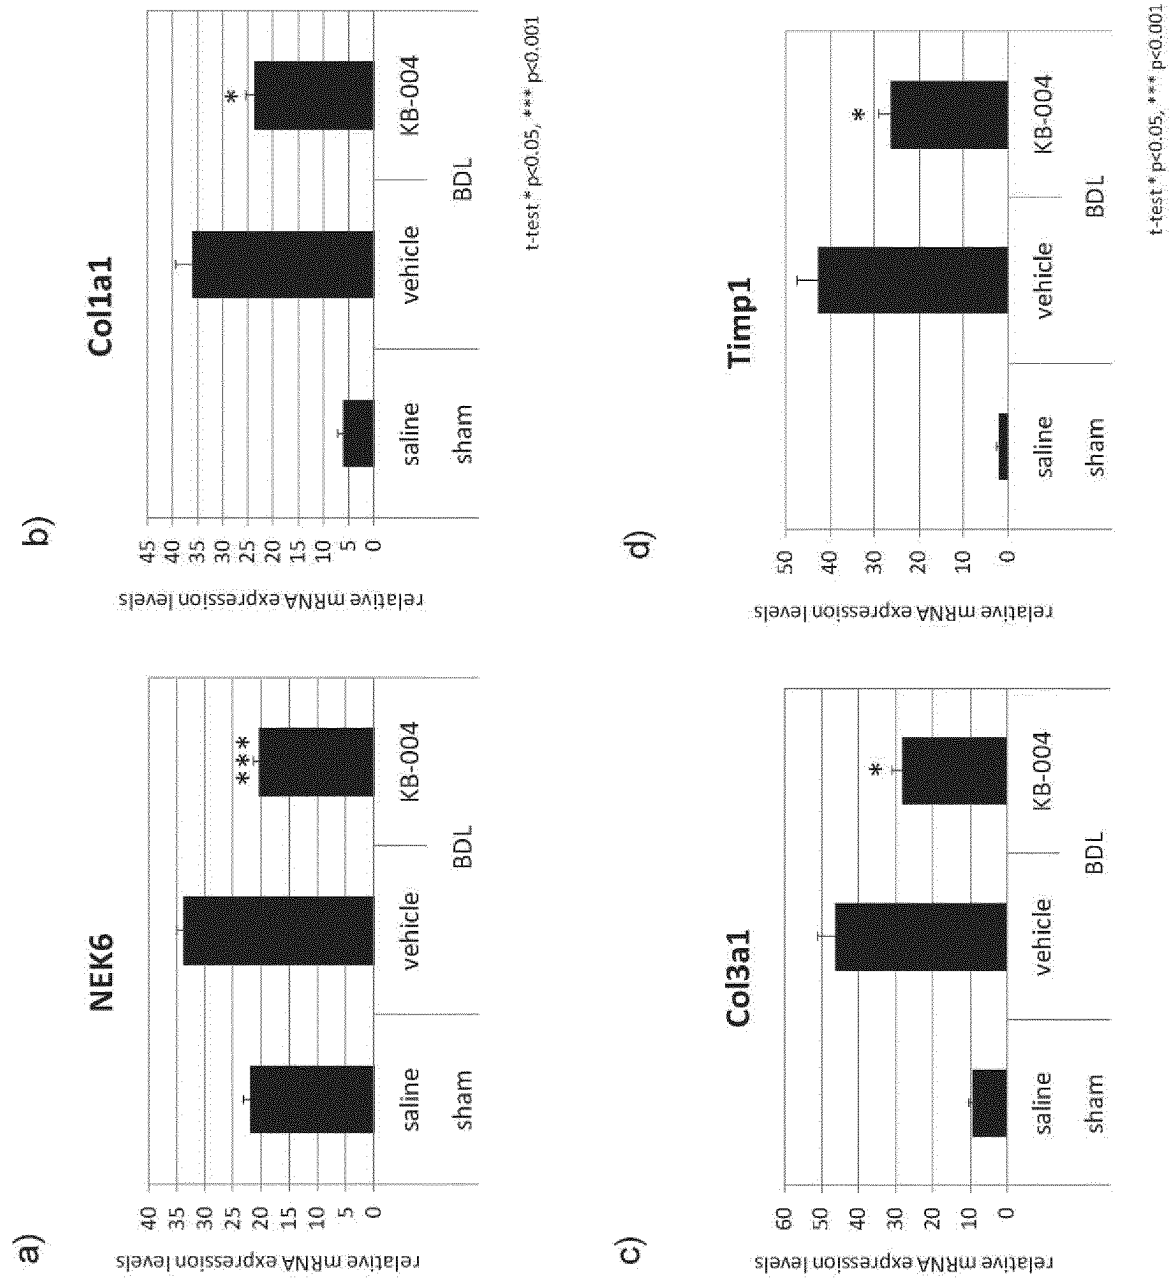 a)
NEK6
relative mRNA expression levels
40
35
30
25
20
15
10
5
0
***
saline
vehicle
KB-004
sham
BDL
b)
Col1a1
relative mRNA expression levels
45
40
35
30
25
20
15
10
5
0
*
saline
vehicle
KB-004
sham
BDL
t-test * p<0.05, *** p<0.001
c)
Col3a1
relative mRNA expression levels
60
50
40
30
20
10
0
*
saline
vehicle
KB-004
sham
BDL
d)
Timp1
relative mRNA expression levels
50
40
30
20
10
0
*
saline
vehicle
KB-004
sham
BDL
t-test * p<0.05, *** p<0.001